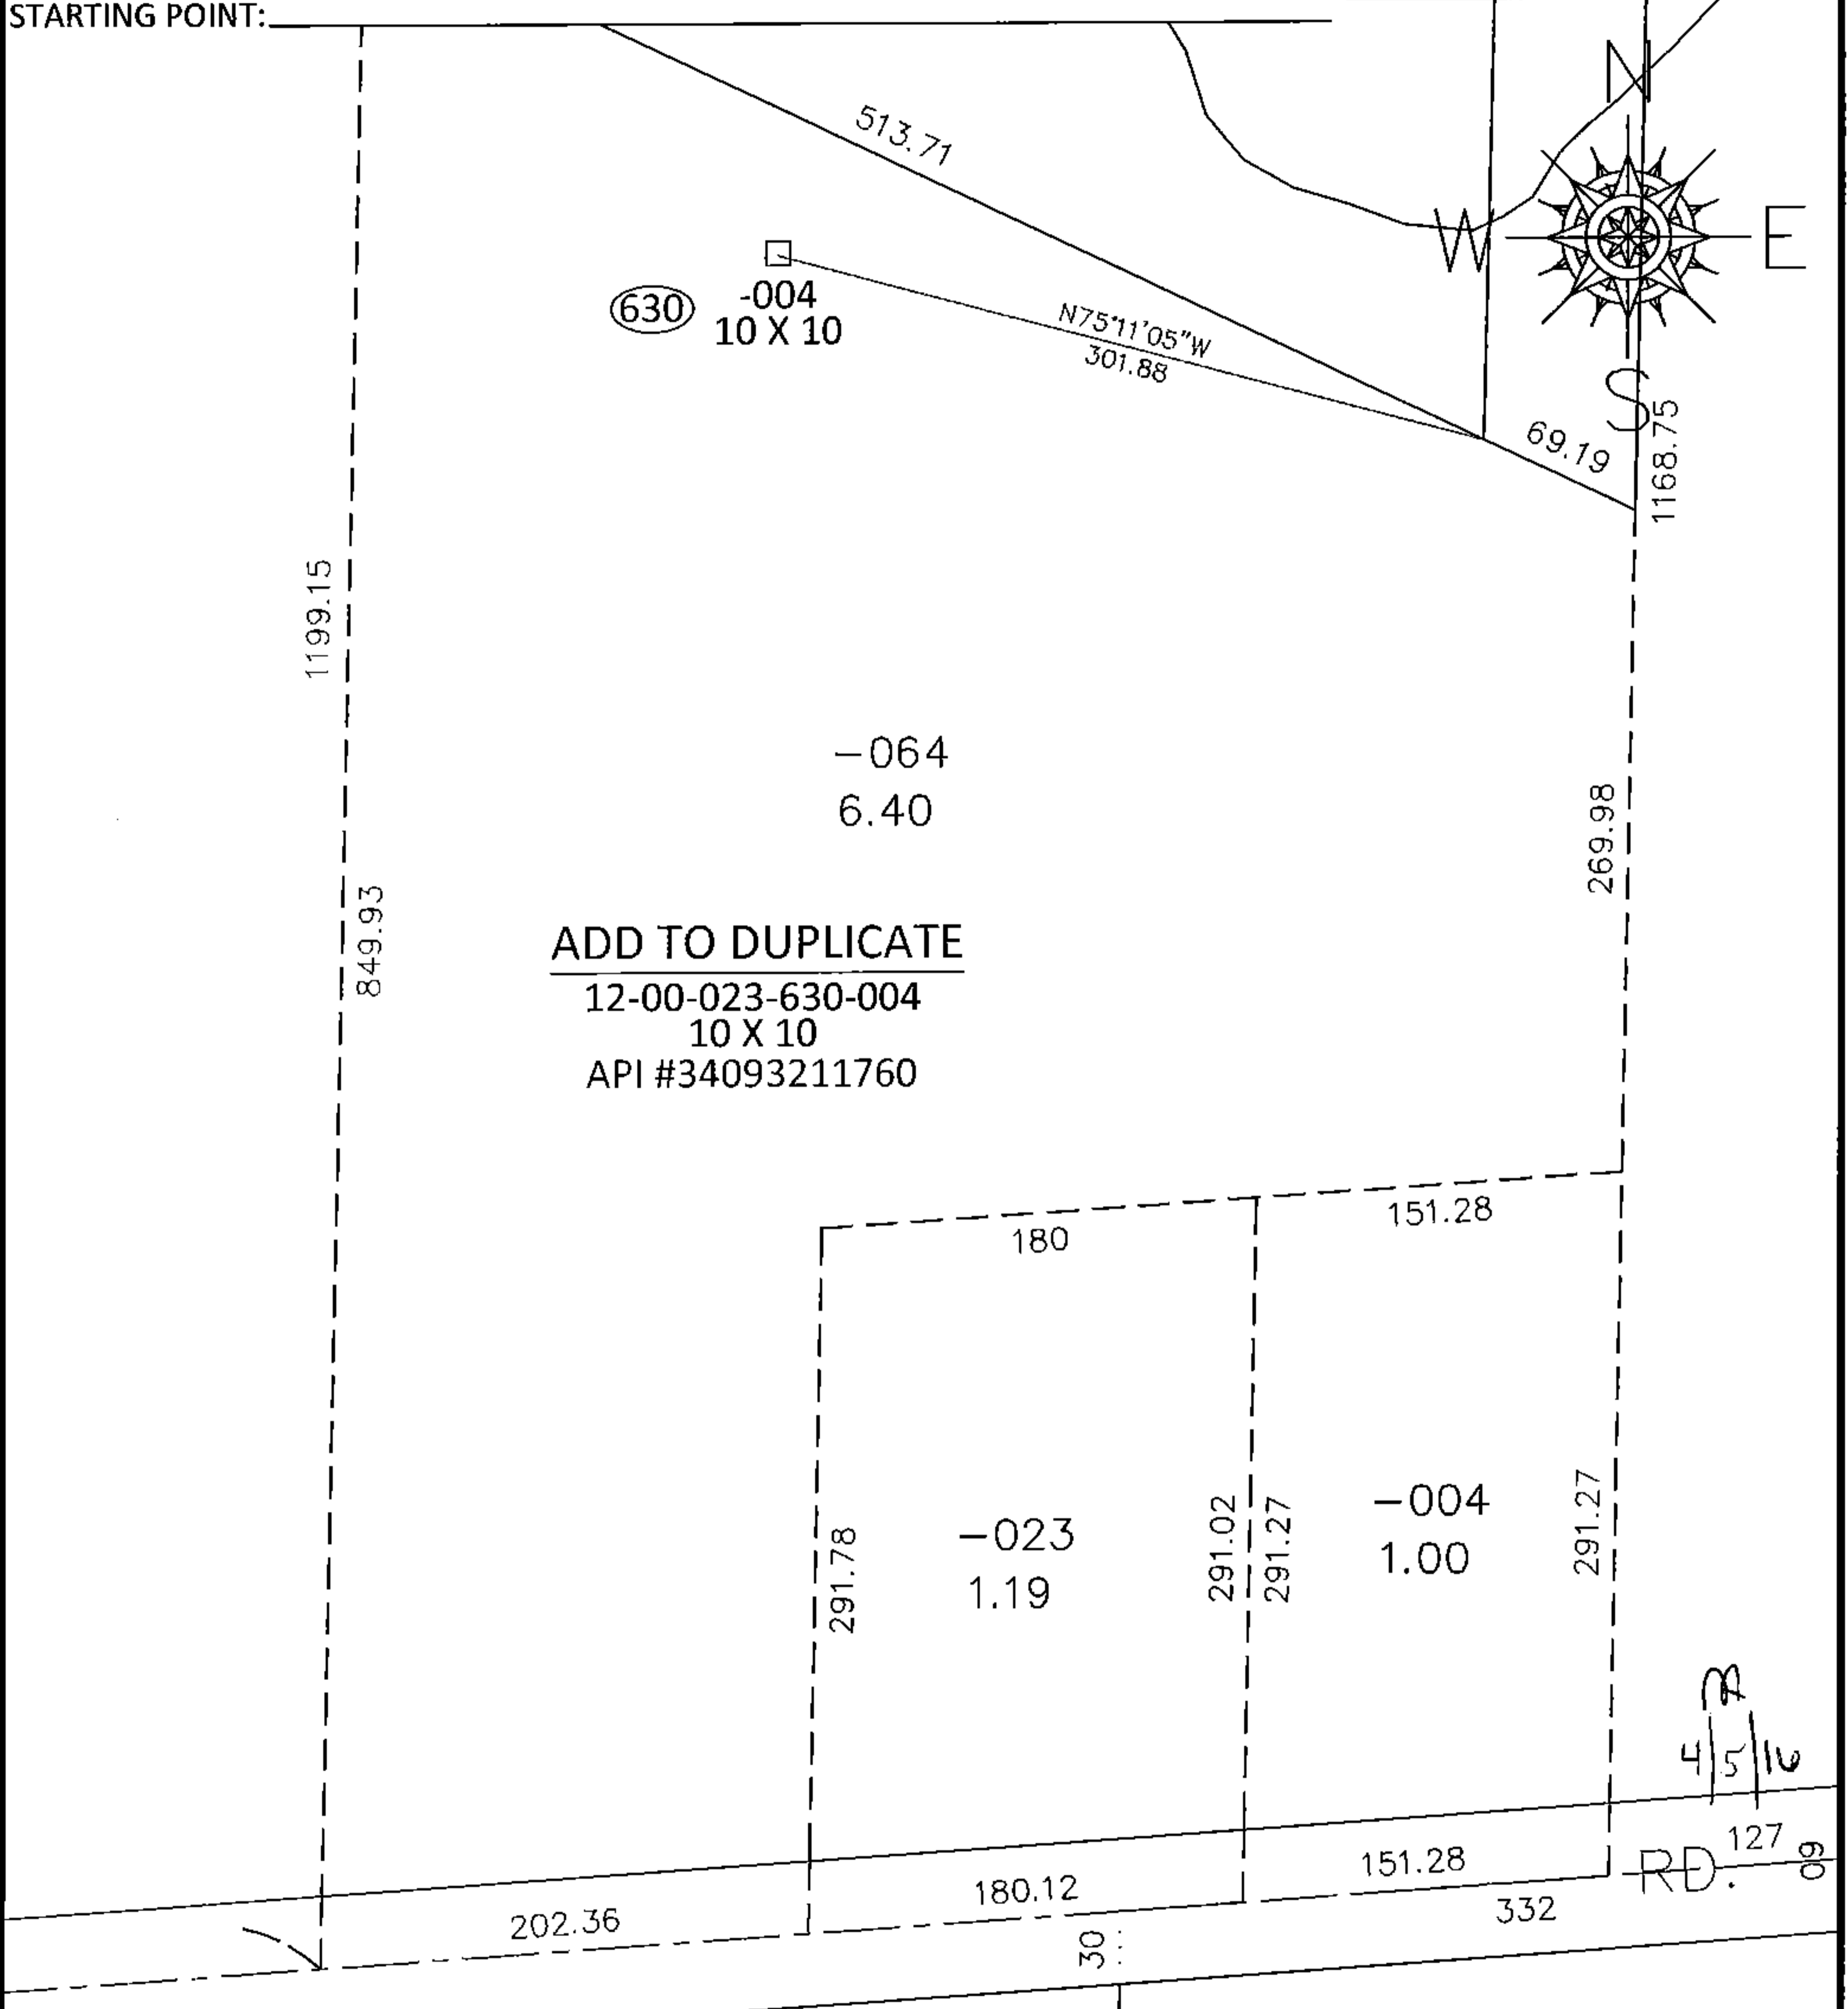 STARTING POINT:
N
513.71
W
E
630
-004
10 X 10
N75°11'05"W
301.88
S
69.19
1168.75
1199.15
-064
6.40
269.98
849.93
ADD TO DUPLICATE
12-00-023-630-004
10 X 10
API #34093211760
180
151.28
291.78
-023
1.19
291.02
291.27
-004
1.00
291.27
4/5/16
127
60
RD.
151.28
180.12
332
202.36
30